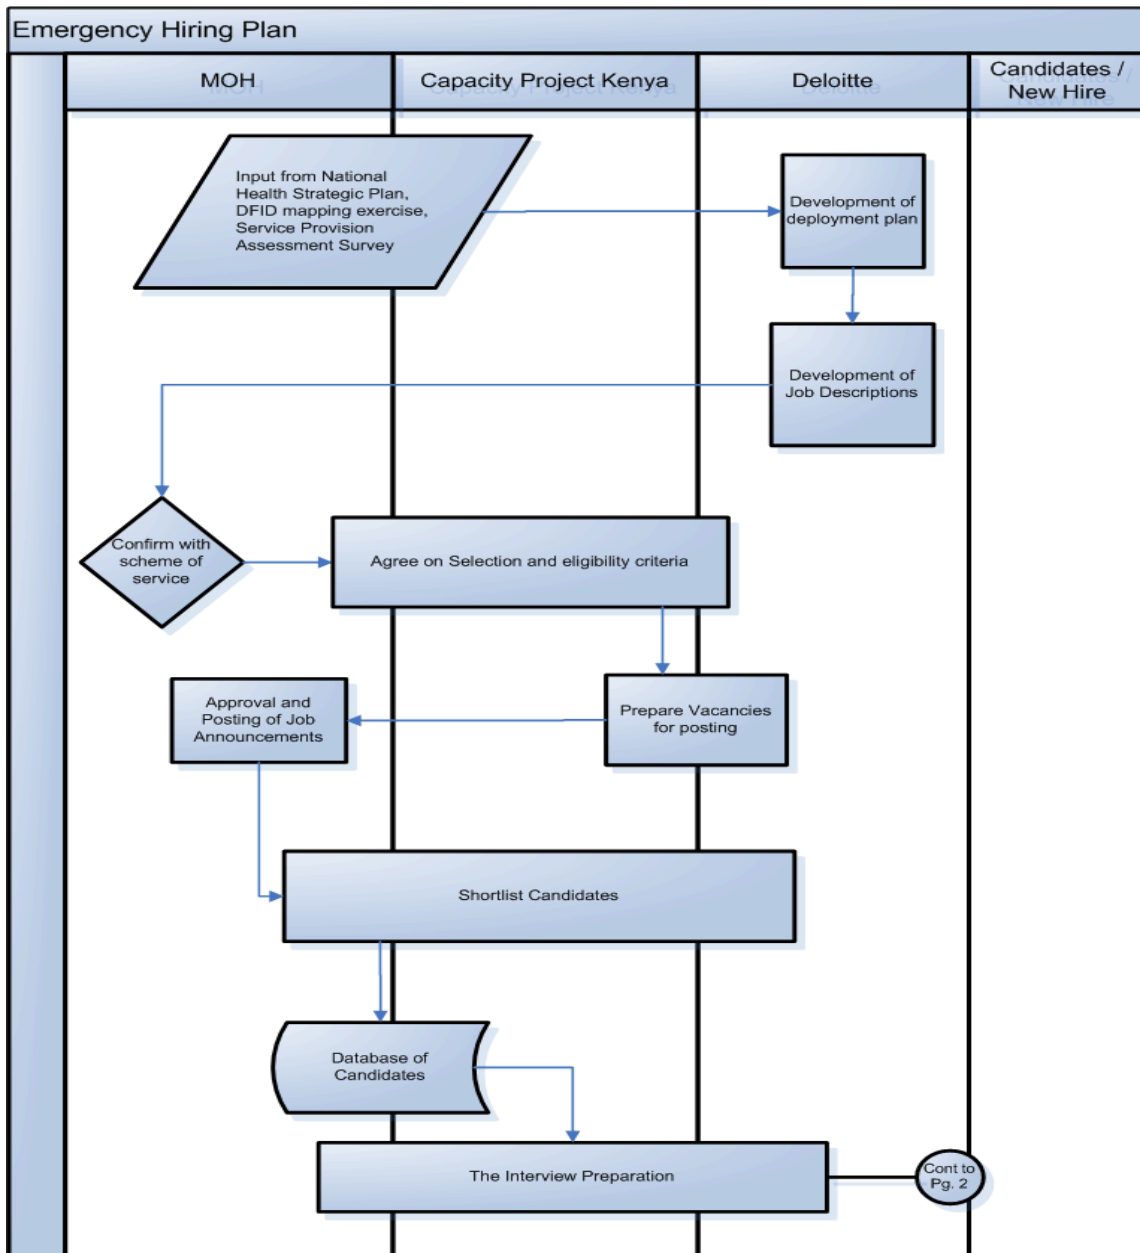 Emergency Hiring Plan
MOH
Capacity Project Kenya
Deloitte
Candidates /
New Hire
Input from National
Health Strategic Plan,
DFID mapping exercise,
Service Provision
Assessment Survey
Development of
deployment plan
Development of
Job Descriptions
Confirm with
scheme of
service
Agree on Selection and eligibility criteria
Prepare Vacancies
for posting
Approval and
Posting of Job
Announcements
Shortlist Candidates
Database of
Candidates
The Interview Preparation
Cont to
Pg. 2